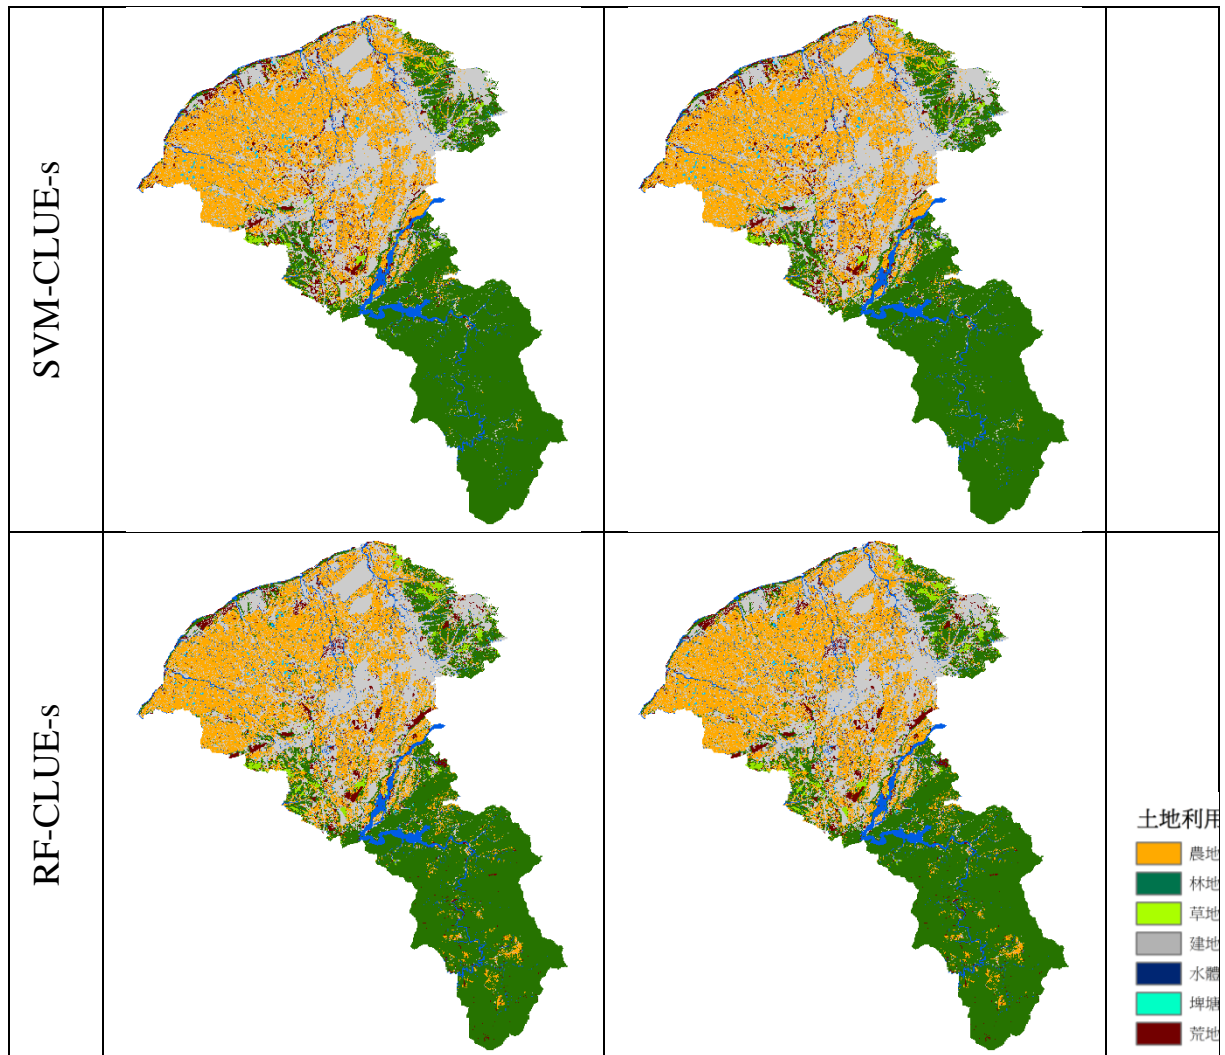 SVM-CLUE-s
RF-CLUE-s
土地利用
農地
林地
草地
建地
水體
埤塘
荒地